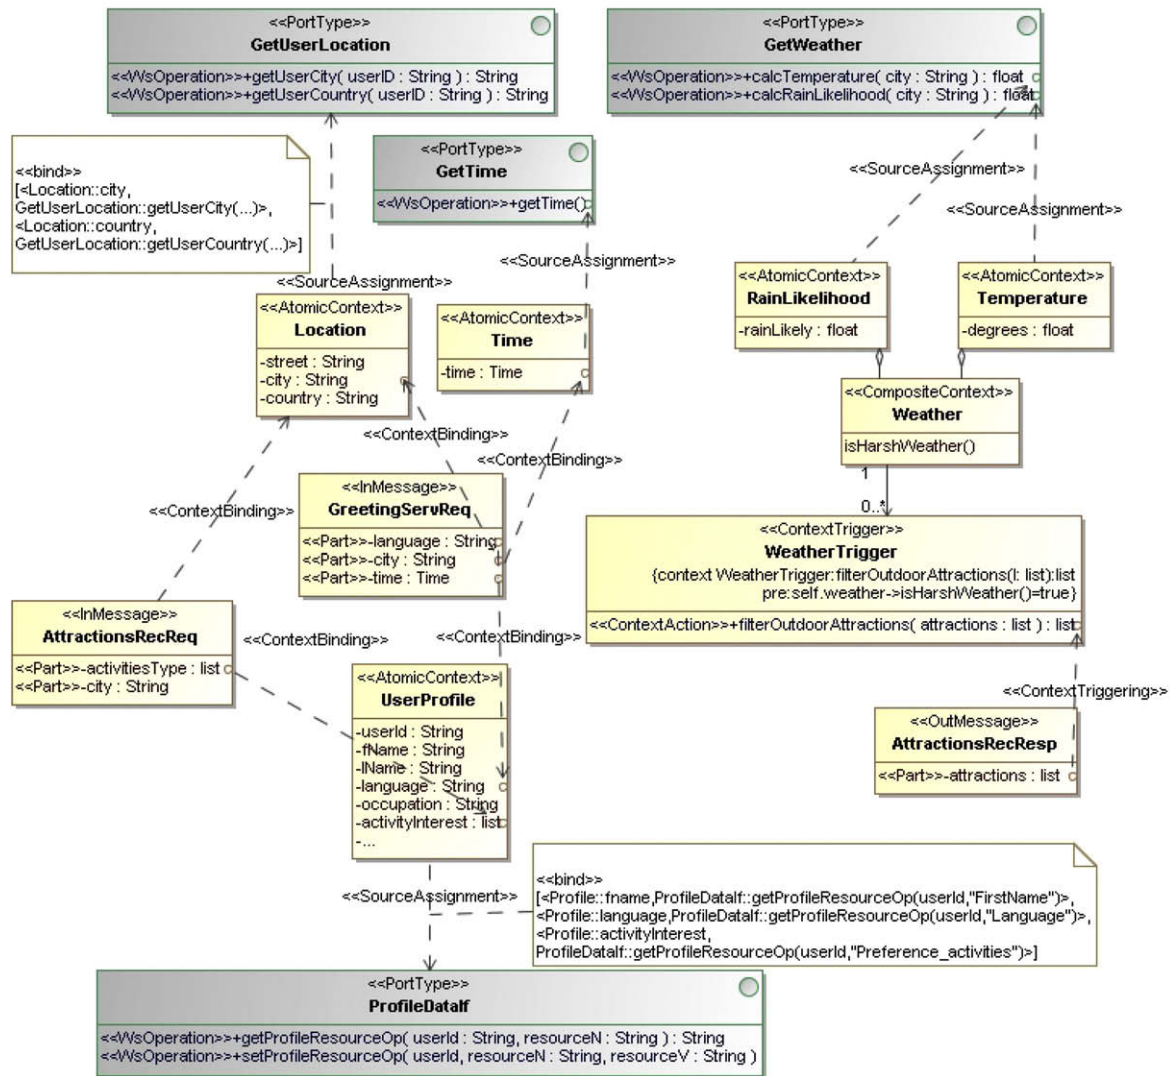 <<PortType>>
GetUserLocation
<<WsOperation>>+getUserCity( userID : String ) : String
<<WsOperation>>+getUserCountry( userID : String ) : String
<<PortType>>
GetWeather
<<WsOperation>>+calcTemperature( city : String ) : float
<<WsOperation>>+calcRainLikelihood( city : String ) : float
<<bind>>
[<Location::city,
GetUserLocation::getUserCity(...)>,
<Location::country,
GetUserLocation::getUserCountry(...)>]
<<PortType>>
GetTime
<<WsOperation>>+getTime()
<<SourceAssignment>>
<<SourceAssignment>>
<<SourceAssignment>>
<<SourceAssignment>>
<<AtomicContext>>
Location
-street : String
-city : String
-country : String
<<AtomicContext>>
Time
-time : Time
<<AtomicContext>>
RainLikelihood
-rainLikely : float
<<AtomicContext>>
Temperature
-degrees : float
<<CompositeContext>>
Weather
isHarshWeather()
1
0..*
<<ContextBinding>>
<<ContextBinding>>
<<ContextBinding>>
<<InMessage>>
GreetingServReq
<<Part>>-language : String
<<Part>>-city : String
<<Part>>-time : Time
<<ContextTrigger>>
WeatherTrigger
{context WeatherTrigger:filterOutdoorAttractions(l: list):list
pre:self.weather->isHarshWeather()=true}
<<ContextAction>>+filterOutdoorAttractions( attractions : list ) : list
<<InMessage>>
AttractionsRecReq
<<Part>>-activitiesType : list
<<Part>>-city : String
<<ContextBinding>>
<<ContextBinding>>
<<AtomicContext>>
UserProfile
-userId : String
-fName : String
-lName : String
-language : String
-occupation : String
-activityInterest : list
-...
<<ContextTriggering>>
<<OutMessage>>
AttractionsRecResp
<<Part>>-attractions : list
<<SourceAssignment>>
<<bind>>
[<Profile::fname,ProfileDataIf::getProfileResourceOp(userId,"FirstName")>,
<Profile::language,ProfileDataIf::getProfileResourceOp(userId,"Language")>,
<Profile::activityInterest,
ProfileDataIf::getProfileResourceOp(userId,"Preference_activities")>]
<<PortType>>
ProfileDataIf
<<WsOperation>>+getProfileResourceOp( userId : String, resourceN : String ) : String
<<WsOperation>>+setProfileResourceOp( userId, resourceN : String, resourceV : String )